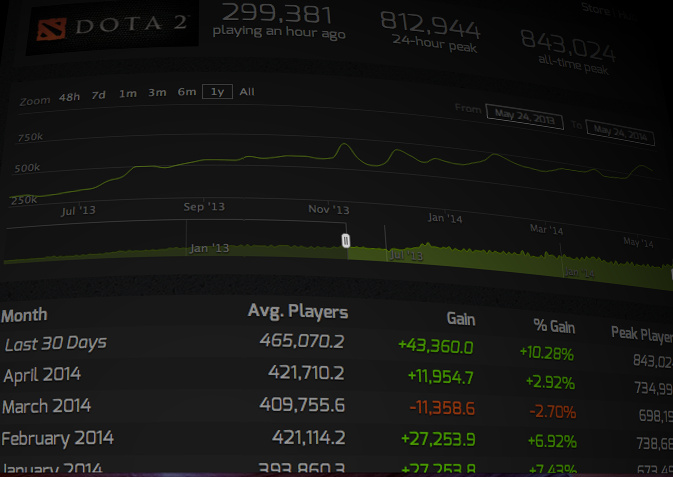 DOTA 2
299,381
playing an hour ago
812,944
24-hour peak
843,024
all-time peak
Store
Zoom 48h 7d 1m 3m 6m 1y All
From May 24, 2013 To May 24, 2014
750k
500k
250k
Jul '13 Sep '13 Nov '13 Jan '14 Mar '14 May '14
Jan '13 Jul '13 Jan '14
Month Avg. Players Gain % Gain Peak Player
Last 30 Days 465,070.2 +43,360.0 +10.28% 843,02
April 2014 421,710.2 +11,954.7 +2.92% 734,99
March 2014 409,755.6 -11,358.6 -2.70% 698,19
February 2014 421,114.2 +27,253.9 +6.92% 738,66
January 2014 393,860.3 +27,253.8 +7.43% 673,45